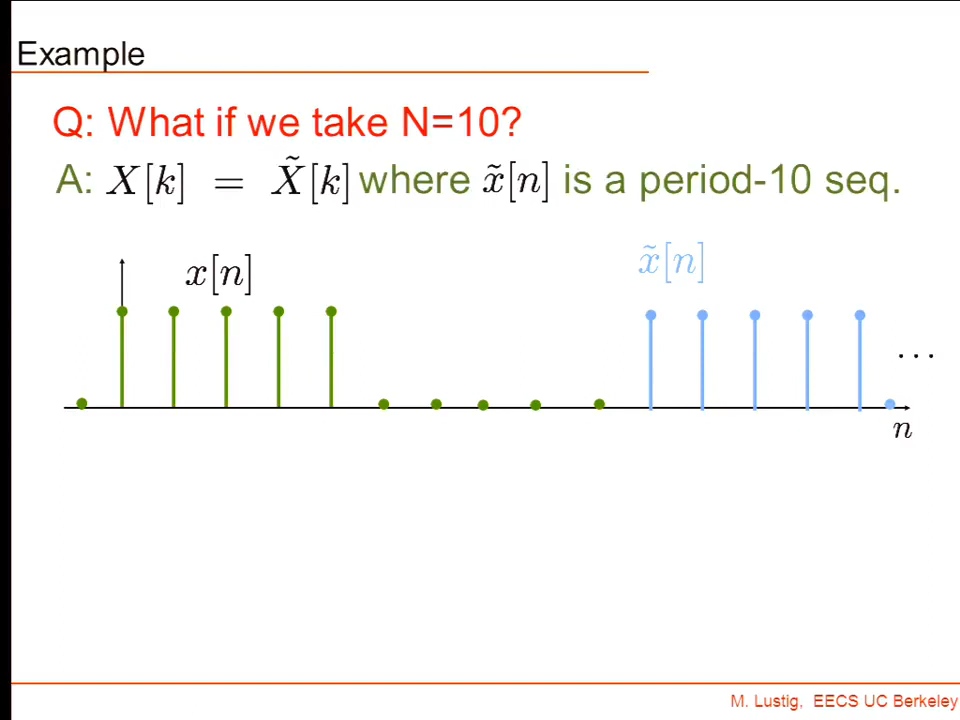 Example
Q: What if we take N=10?
A: X[k] = X̃[k] where x̃[n] is a period-10 seq.
x[n]
x̃[n]
...
n
M. Lustig, EECS UC Berkeley